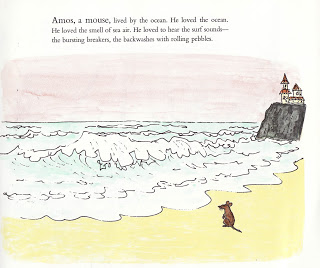 Amos, a mouse, lived by the ocean. He loved the ocean.
He loved the smell of sea air. He loved to hear the surf sounds—
the bursting breakers, the backwashes with rolling pebbles.